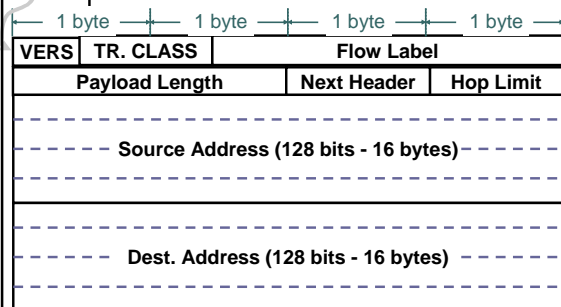 1 byte 1 byte 1 byte 1 byte
VERS TR. CLASS Flow Label
Payload Length Next Header Hop Limit
Source Address (128 bits - 16 bytes)
Dest. Address (128 bits - 16 bytes)